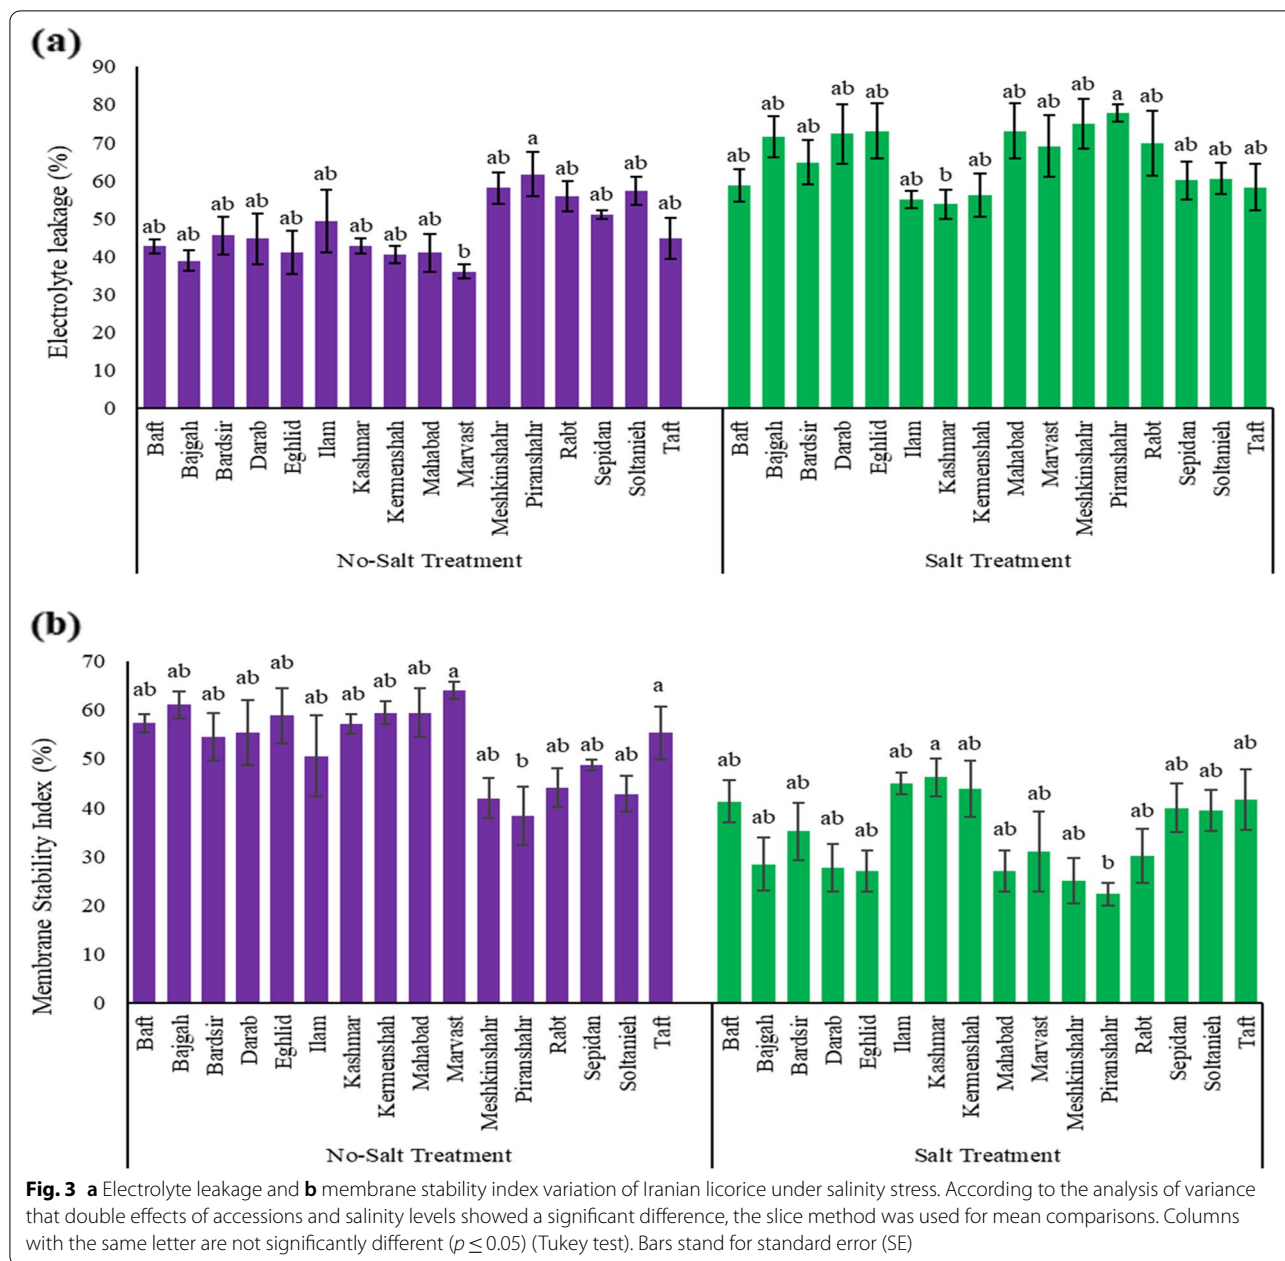 (a)
90
80
70
60
50
40
30
20
10
0
Electrolyte leakage (%)
ab ab ab ab ab ab ab ab ab b ab a ab ab ab ab
ab ab ab ab ab ab b ab ab ab ab a ab ab ab ab
Baft Bajgah Bardsir Darab Eghlid Ilam Kashmar Kermenshah Mahabad Marvast Meshkinshahr Piranshahr Rabt Sepidan Soltanieh Taft
Baft Bajgah Bardsir Darab Eghlid Ilam Kashmar Kermenshah Mahabad Marvast Meshkinshahr Piranshahr Rabt Sepidan Soltanieh Taft
No-Salt Treatment
Salt Treatment
(b)
70
60
50
40
30
20
10
0
Membrane Stability Index (%)
ab ab ab ab ab ab ab ab ab a ab b ab ab ab a
ab ab ab ab ab ab a ab ab ab ab b ab ab ab ab
Baft Bajgah Bardsir Darab Eghlid Ilam Kashmar Kermenshah Mahabad Marvast Meshkinshahr Piranshahr Rabt Sepidan Soltanieh Taft
Baft Bajgah Bardsir Darab Eghlid Ilam Kashmar Kermenshah Mahabad Marvast Meshkinshahr Piranshahr Rabt Sepidan Soltanieh Taft
No-Salt Treatment
Salt Treatment
Fig. 3 a Electrolyte leakage and b membrane stability index variation of Iranian licorice under salinity stress. According to the analysis of variance
that double effects of accessions and salinity levels showed a significant difference, the slice method was used for mean comparisons. Columns
with the same letter are not significantly different (p ≤ 0.05) (Tukey test). Bars stand for standard error (SE)